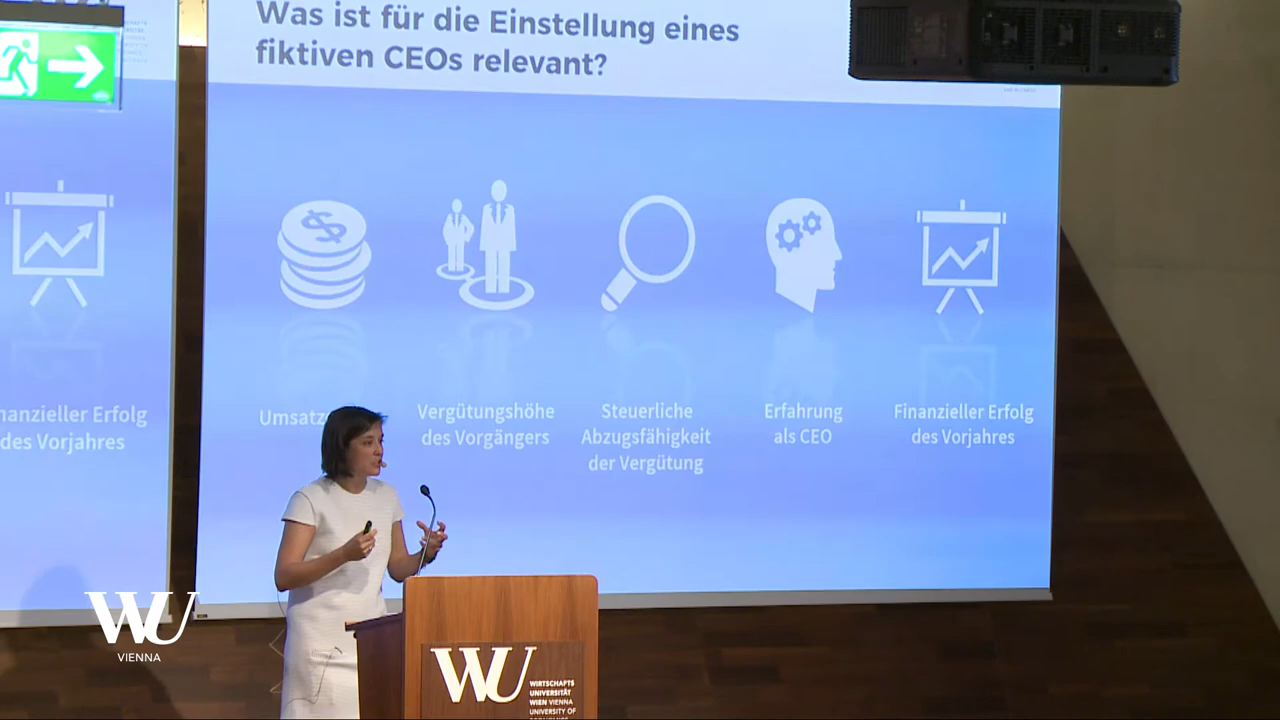 Was ist für die Einstellung eines
fiktiven CEOs relevant?
Umsatz
Vergütungshöhe
des Vorgängers
Steuerliche
Abzugsfähigkeit
der Vergütung
Erfahrung
als CEO
Finanzieller Erfolg
des Vorjahres
nanzieller Erfolg
des Vorjahres
WU
VIENNA
WU
WIRTSCHAFTS
UNIVERSITÄT
WIEN VIENNA
UNIVERSITY OF